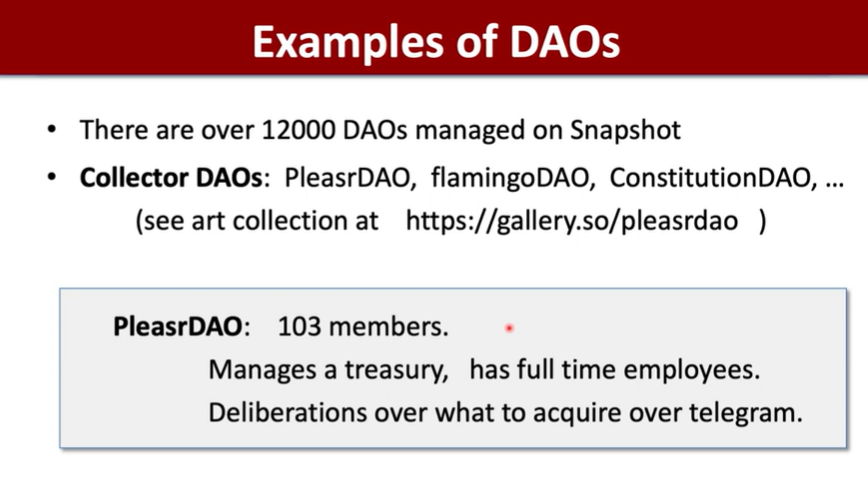 Examples of DAOs
• There are over 12000 DAOs managed on Snapshot
• Collector DAOs: PleasrDAO, flamingoDAO, ConstitutionDAO, ...
(see art collection at https://gallery.so/pleasrdao )
PleasrDAO: 103 members.
Manages a treasury, has full time employees.
Deliberations over what to acquire over telegram.